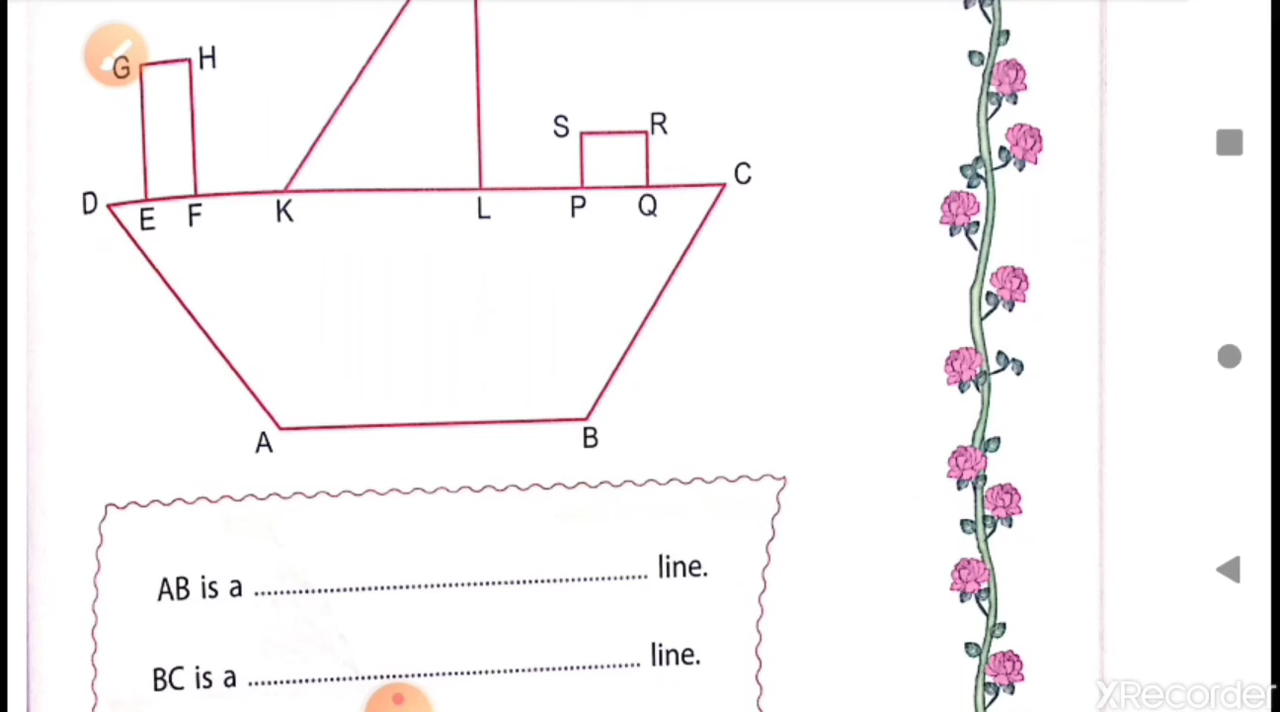 G H
S R
D E F K L P Q C
A B
AB is a ........................................................ line.
BC is a ........................................................ line.
XRecorder